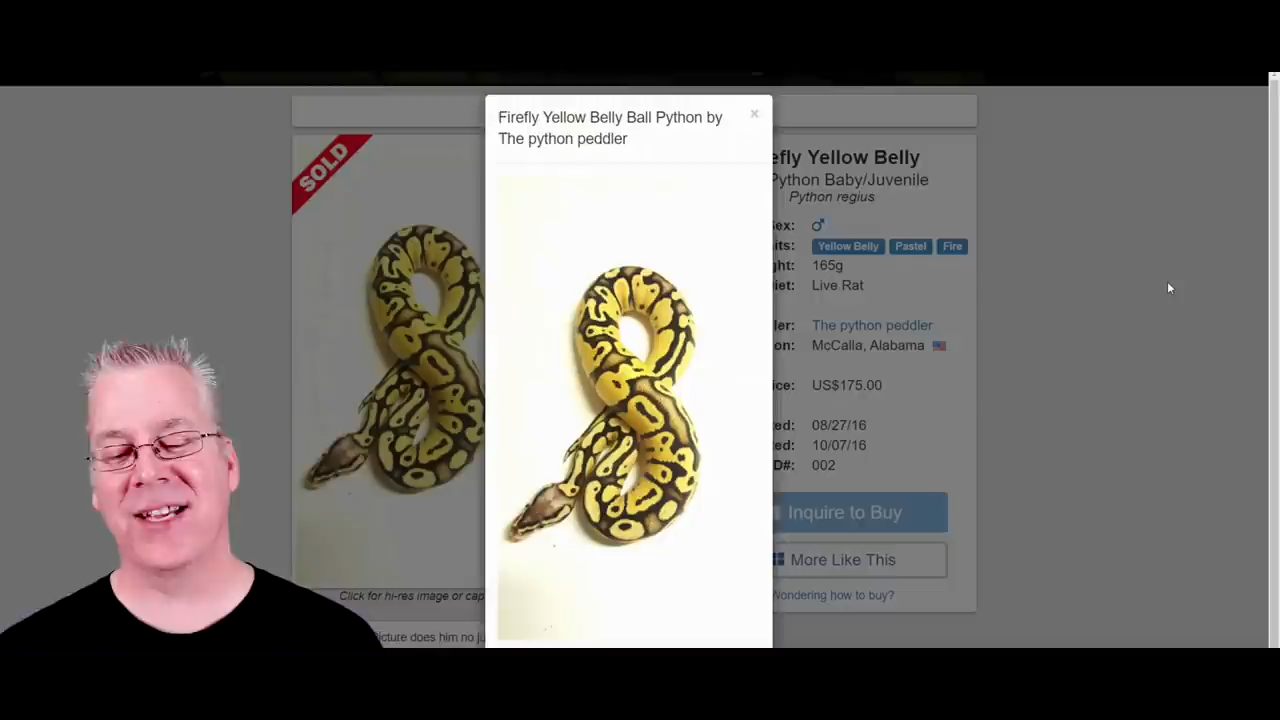 Firefly Yellow Belly Ball Python by
The python peddler
×
SOLD
efly Yellow Belly
Python Baby/Juvenile
Python regius
ex:
its: Yellow Belly Pastel Fire
ht: 165g
iet: Live Rat
ler: The python peddler
on: McCalla, Alabama
ice: US$175.00
ed: 08/27/16
ed: 10/07/16
D#: 002
Inquire to Buy
More Like This
Wondering how to buy?
Click for hi-res image or cap
icture does him no ju